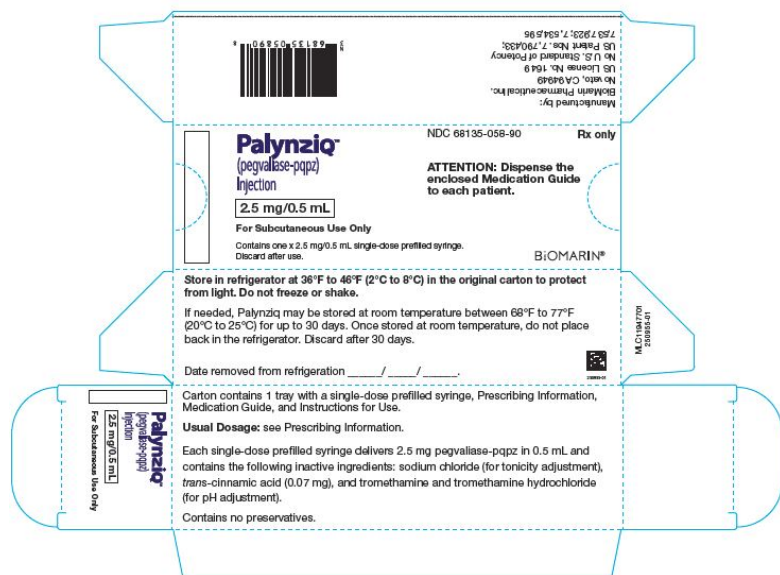 Manufactured by:
BioMarin Pharmaceutical Inc.
Novato, CA 94949
US License No. 1649
No U.S. Standard of Potency
US Patent Nos. 7,790,433;
7,537,923; 7,534,595
68135 05890 8
Palynziq™
(pegvaliase-pqpz)
Injection
2.5 mg/0.5 mL
For Subcutaneous Use Only
Contains one x 2.5 mg/0.5 mL single-dose prefilled syringe.
Discard after use.
NDC 68135-058-90 Rx only
ATTENTION: Dispense the
enclosed Medication Guide
to each patient.
BIOMARIN®
Store in refrigerator at 36°F to 46°F (2°C to 8°C) in the original carton to protect
from light. Do not freeze or shake.
If needed, Palynziq may be stored at room temperature between 68°F to 77°F
(20°C to 25°C) for up to 30 days. Once stored at room temperature, do not place
back in the refrigerator. Discard after 30 days.
Date removed from refrigeration _____/ ____/ _____.
MLC11947701
250955-01
Carton contains 1 tray with a single-dose prefilled syringe, Prescribing Information,
Medication Guide, and Instructions for Use.
Usual Dosage: see Prescribing Information.
Each single-dose prefilled syringe delivers 2.5 mg pegvaliase-pqpz in 0.5 mL and
contains the following inactive ingredients: sodium chloride (for tonicity adjustment),
trans-cinnamic acid (0.07 mg), and tromethamine and tromethamine hydrochloride
(for pH adjustment).
Contains no preservatives.
Palynziq™
(pegvaliase-pqpz)
Injection
2.5 mg/0.5 mL
For Subcutaneous Use Only